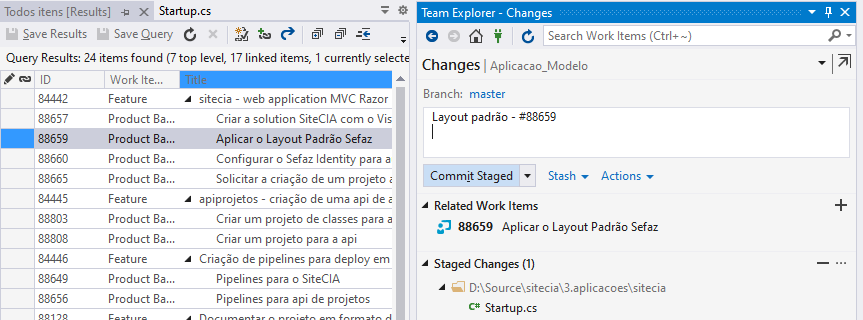 Todos itens [Results]
Startup.cs
Save Results
Save Query
Query Results: 24 items found (7 top level, 17 linked items, 1 currently selecte
ID Work Ite... Title
84442 Feature sitecia - web application MVC Razor
88657 Product Ba... Criar a solution SiteCIA com o Vis
88659 Product Ba... Aplicar o Layout Padrão Sefaz
88660 Product Ba... Configurar o Sefaz Identity para a
88665 Product Ba... Solicitar a criação de um projeto a
84445 Feature apiprojetos - criação de uma api de a
88803 Product Ba... Criar um projeto de classes para a
88808 Product Ba... Criar um projeto para a api
84446 Feature Criação de pipelines para deploy em
88649 Product Ba... Pipelines para o SiteCIA
88656 Product Ba... Pipelines para api de projetos
88128 Feature Documentar o projeto em formato d
Team Explorer - Changes
Search Work Items (Ctrl+~)
Changes | Aplicacao_Modelo
Branch: master
Layout padrão - #88659
Commit Staged
Stash
Actions
Related Work Items
88659 Aplicar o Layout Padrão Sefaz
Staged Changes (1)
D:\Source\sitecia\3.aplicacoes\sitecia
C# Startup.cs